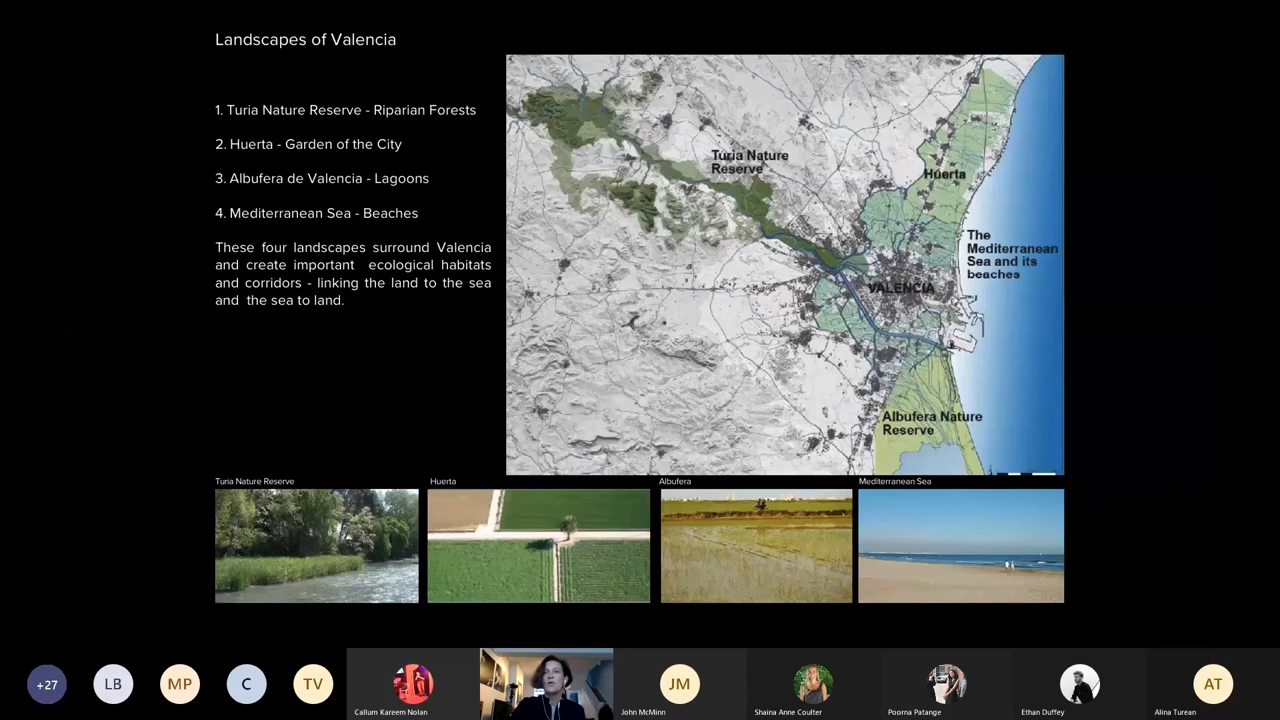 Landscapes of Valencia
1. Turia Nature Reserve - Riparian Forests
2. Huerta - Garden of the City
3. Albufera de Valencia - Lagoons
4. Mediterranean Sea - Beaches
These four landscapes surround Valencia
and create important ecological habitats
and corridors - linking the land to the sea
and the sea to land.
Turia Nature
Reserve
Huerta
The
Mediterranean
Sea and its
beaches
VALENCIA
Albufera Nature
Reserve
Turia Nature Reserve
Huerta
Albufera
Mediterranean Sea
+27
LB
MP
C
TV
Callum Kareem Nolan
JM
John McMinn
Shaina Anne Coulter
Poorna Patange
Ethan Duffey
AT
Alina Turean